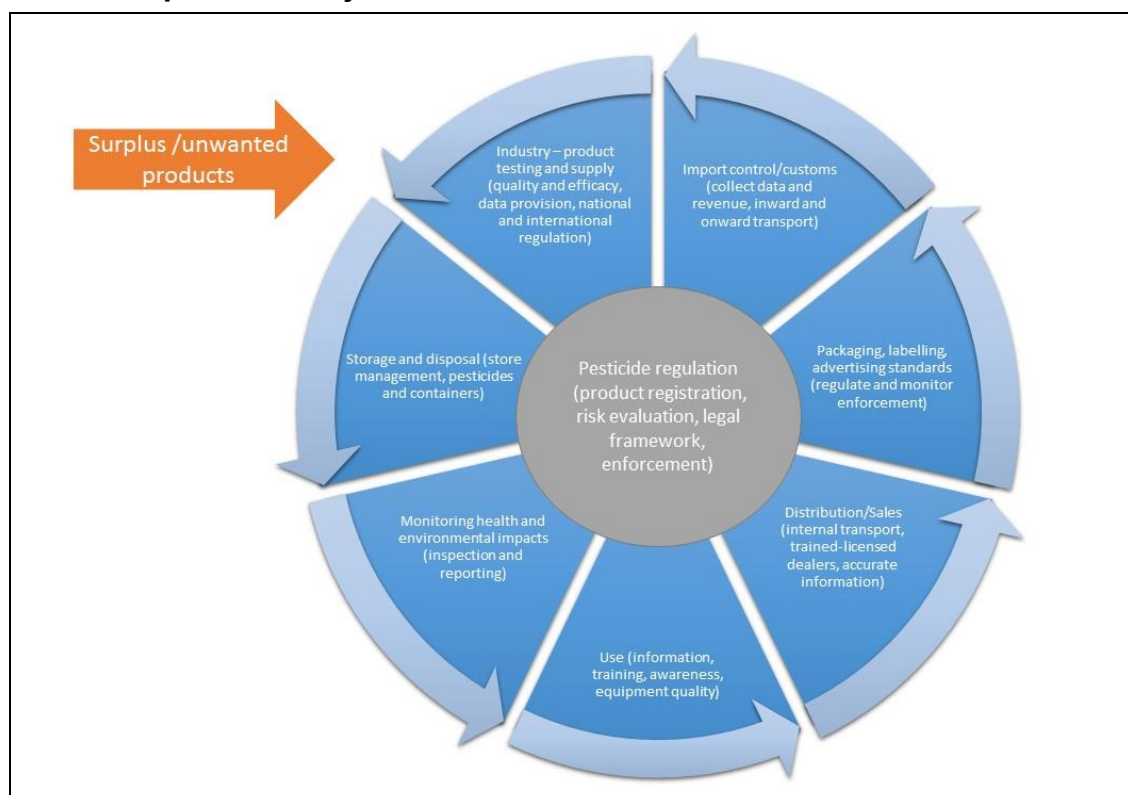 Surplus /unwanted
products
Industry – product
testing and supply
(quality and efficacy,
data provision, national
and international
regulation)
Import control/customs
(collect data and
revenue, inward and
onward transport)
Storage and disposal (store
management, pesticides
and containers)
Pesticide regulation
(product registration,
risk evaluation, legal
framework,
enforcement)
Packaging, labelling,
advertising standards
(regulate and monitor
enforcement)
Monitoring health and
environmental impacts
(inspection and
reporting)
Distribution/Sales
(internal transport,
trained-licensed
dealers, accurate
information)
Use (information,
training, awareness,
equipment quality)